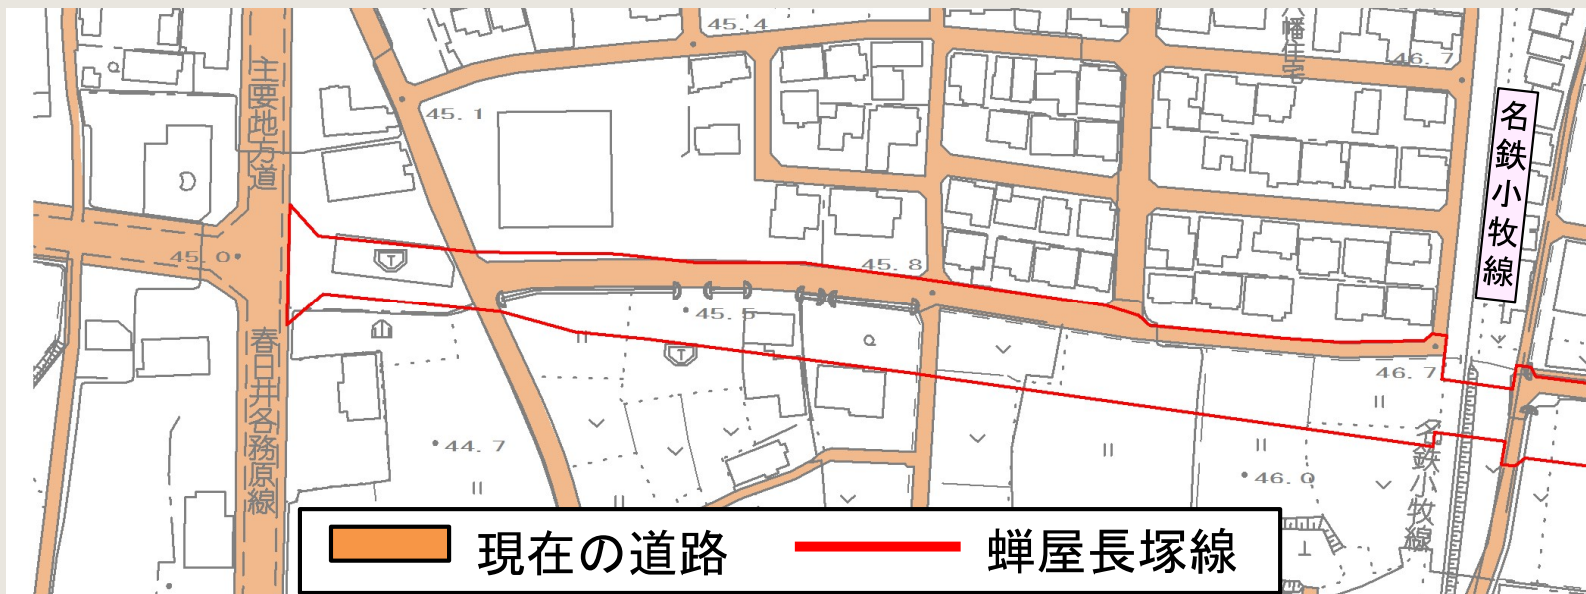 45.4
八幡住宅
46.7
主要地方道
45.1
名鉄小牧線
45.0
45.8
45.5
春日井各務原線
46.7
44.7
46.0
名鉄小牧線
現在の道路
蝉屋長塚線